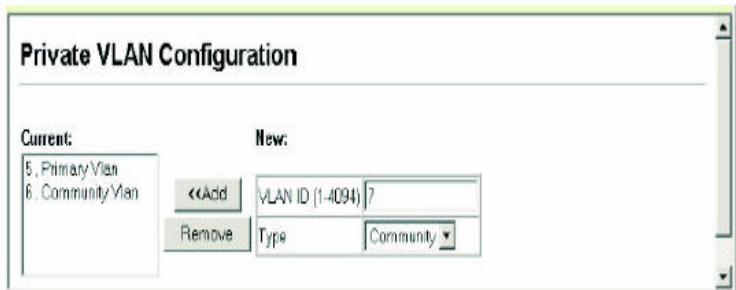 Private VLAN Configuration
Current:
New:
5, Primary Vlan
6, Community Vlan
<<Add
VLAN ID (1-4094) 7
Remove
Type Community